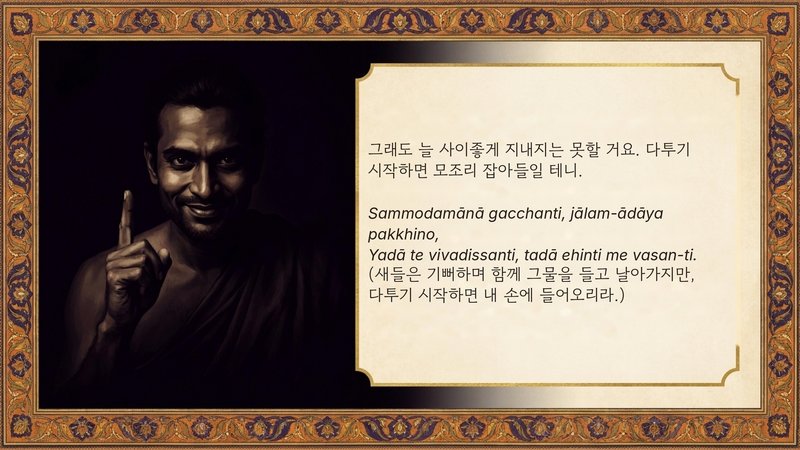 그래도 늘 사이좋게 지내지는 못할 거요. 다투기
시작하면 모조리 잡아들일 테니.
Sammodamānā gacchanti, jālam-ādāya
pakkhino,
Yadā te vivadissanti, tadā ehinti me vasan-ti.
(새들은 기뻐하며 함께 그물을 들고 날아가지만,
다투기 시작하면 내 손에 들어오리라.)